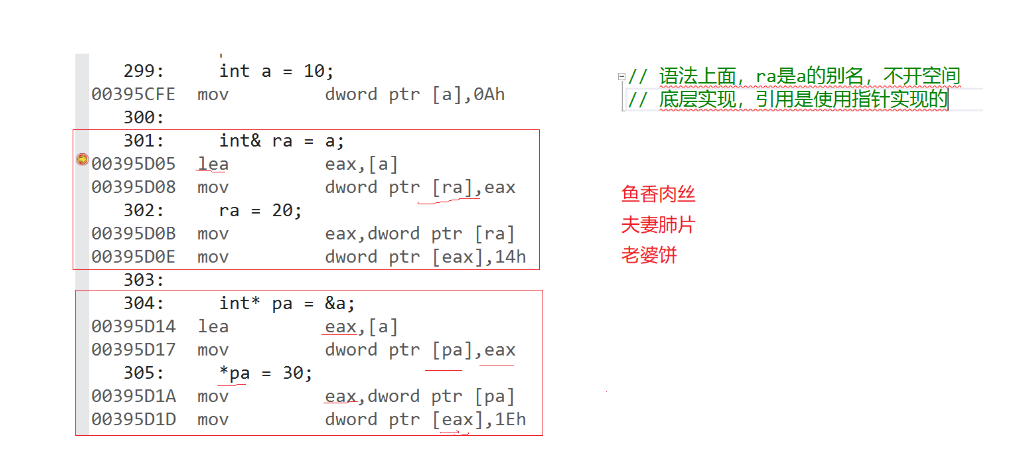 299: int a = 10;
00395CFE mov dword ptr [a],0Ah
300:
301: int& ra = a;
00395D05 lea eax,[a]
00395D08 mov dword ptr [ra],eax
302: ra = 20;
00395D0B mov eax,dword ptr [ra]
00395D0E mov dword ptr [eax],14h
303:
304: int* pa = &a;
00395D14 lea eax,[a]
00395D17 mov dword ptr [pa],eax
305: *pa = 30;
00395D1A mov eax,dword ptr [pa]
00395D1D mov dword ptr [eax],1Eh
// 语法上面，ra是a的别名，不开空间
// 底层实现，引用是使用指针实现的
鱼香肉丝
夫妻肺片
老婆饼